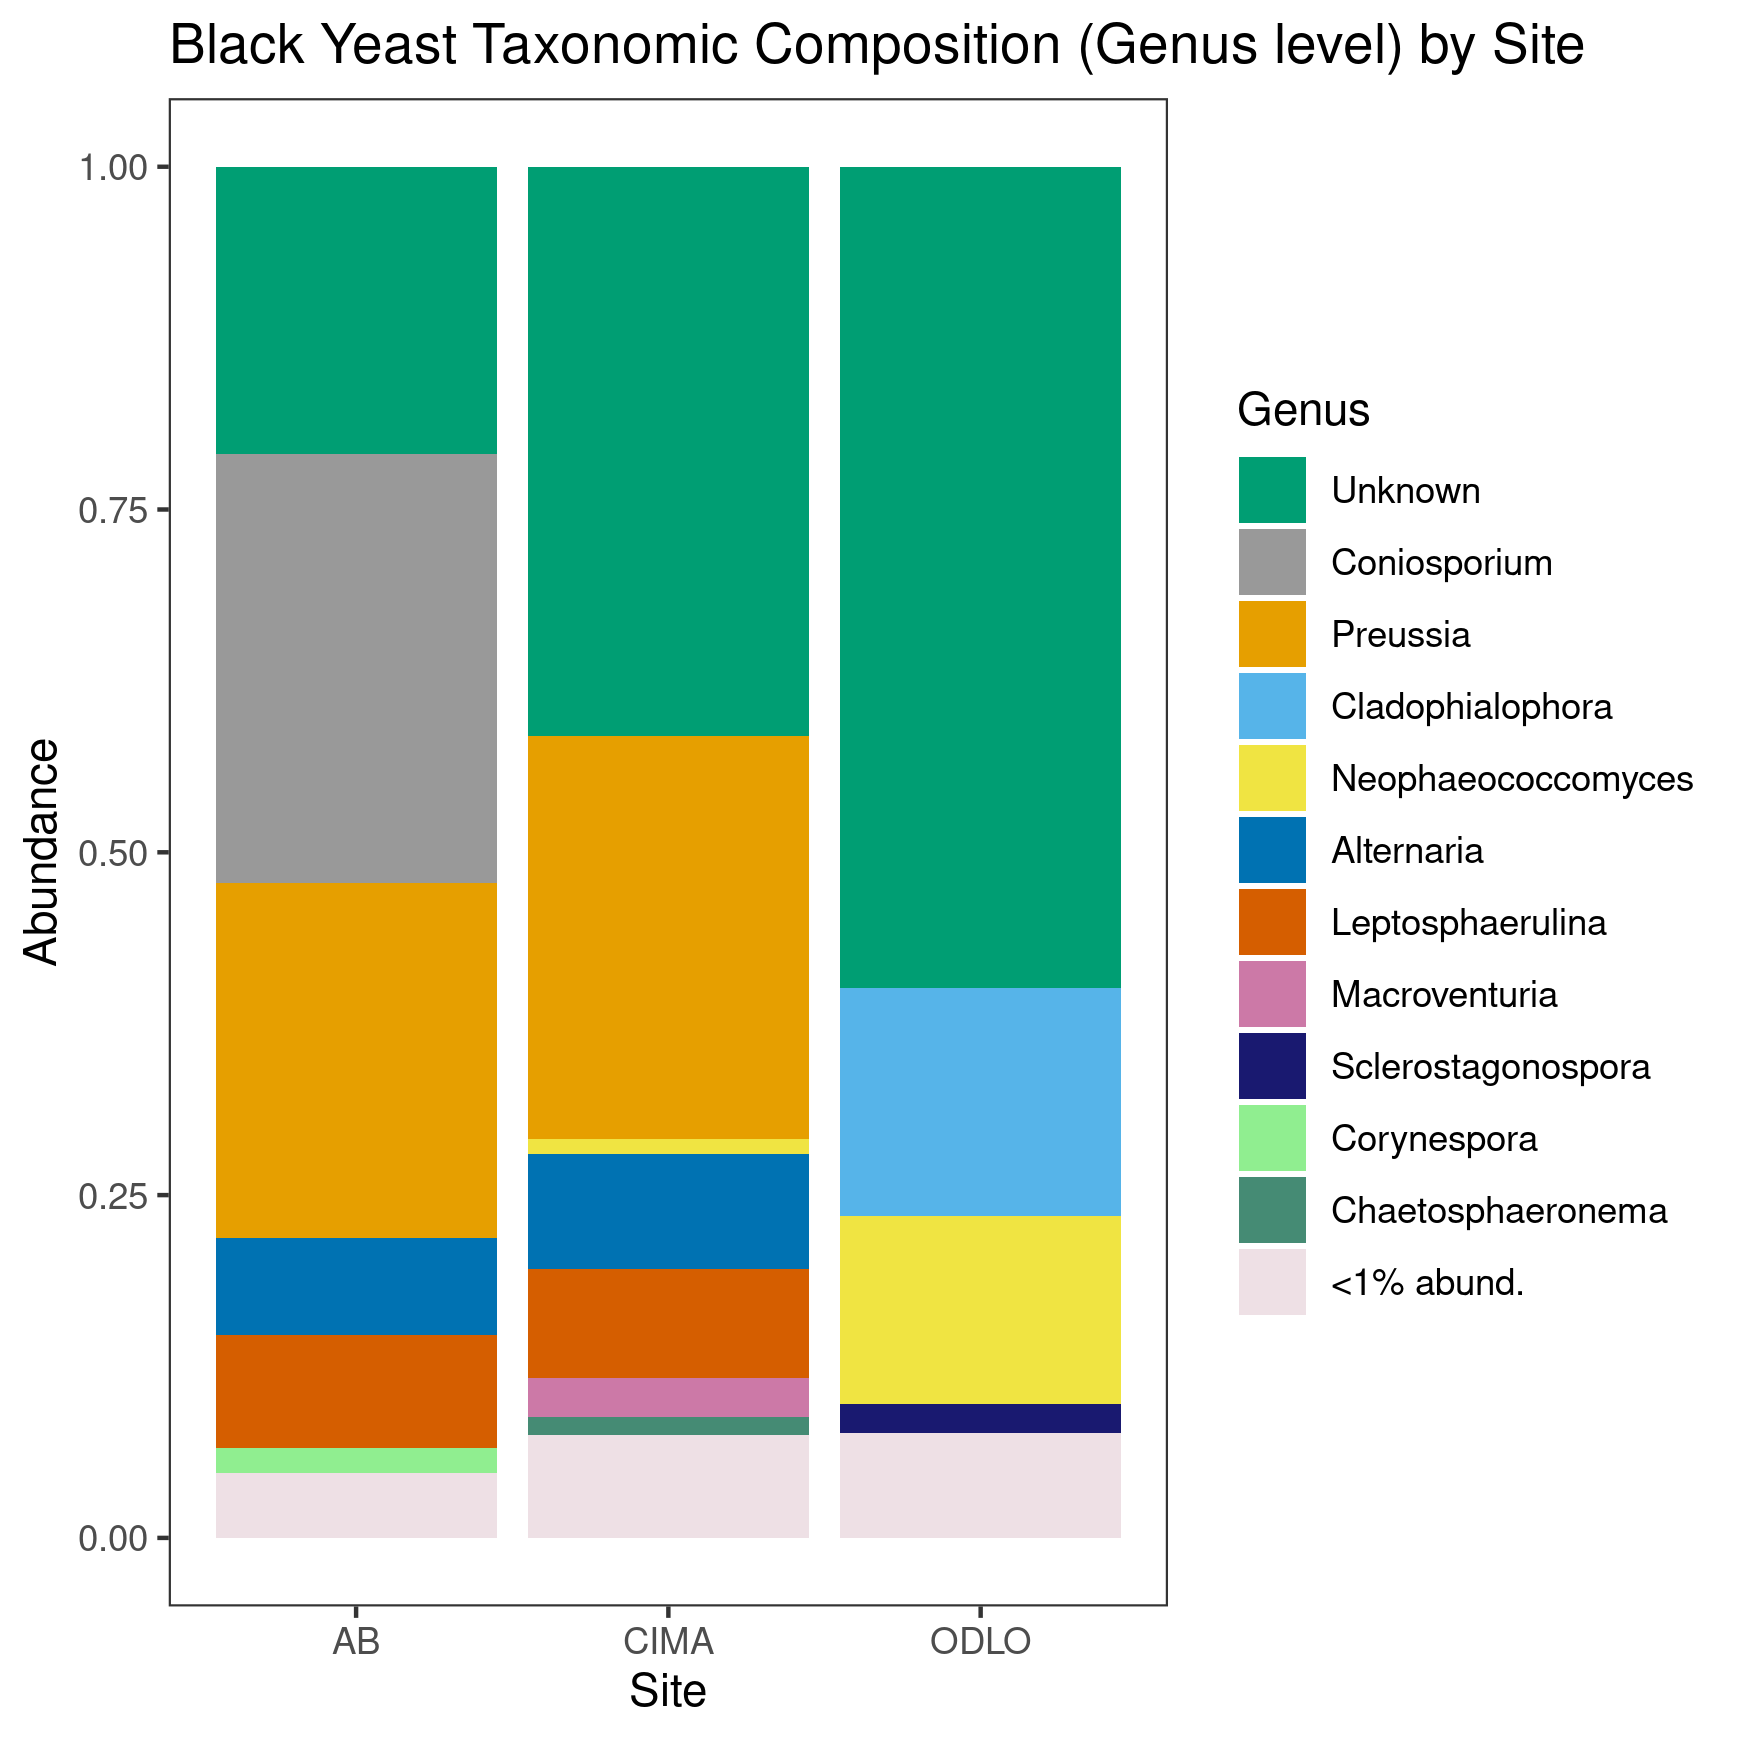 Black Yeast Taxonomic Composition (Genus level) by Site
1.00
0.75
0.50
0.25
0.00
Abundance
AB CIMA ODLO
Site
Genus
Unknown
Coniosporium
Preussia
Cladophialophora
Neophaeococcomyces
Alternaria
Leptosphaerulina
Macroventuria
Sclerostagonospora
Corynespora
Chaetosphaeronema
<1% abund.